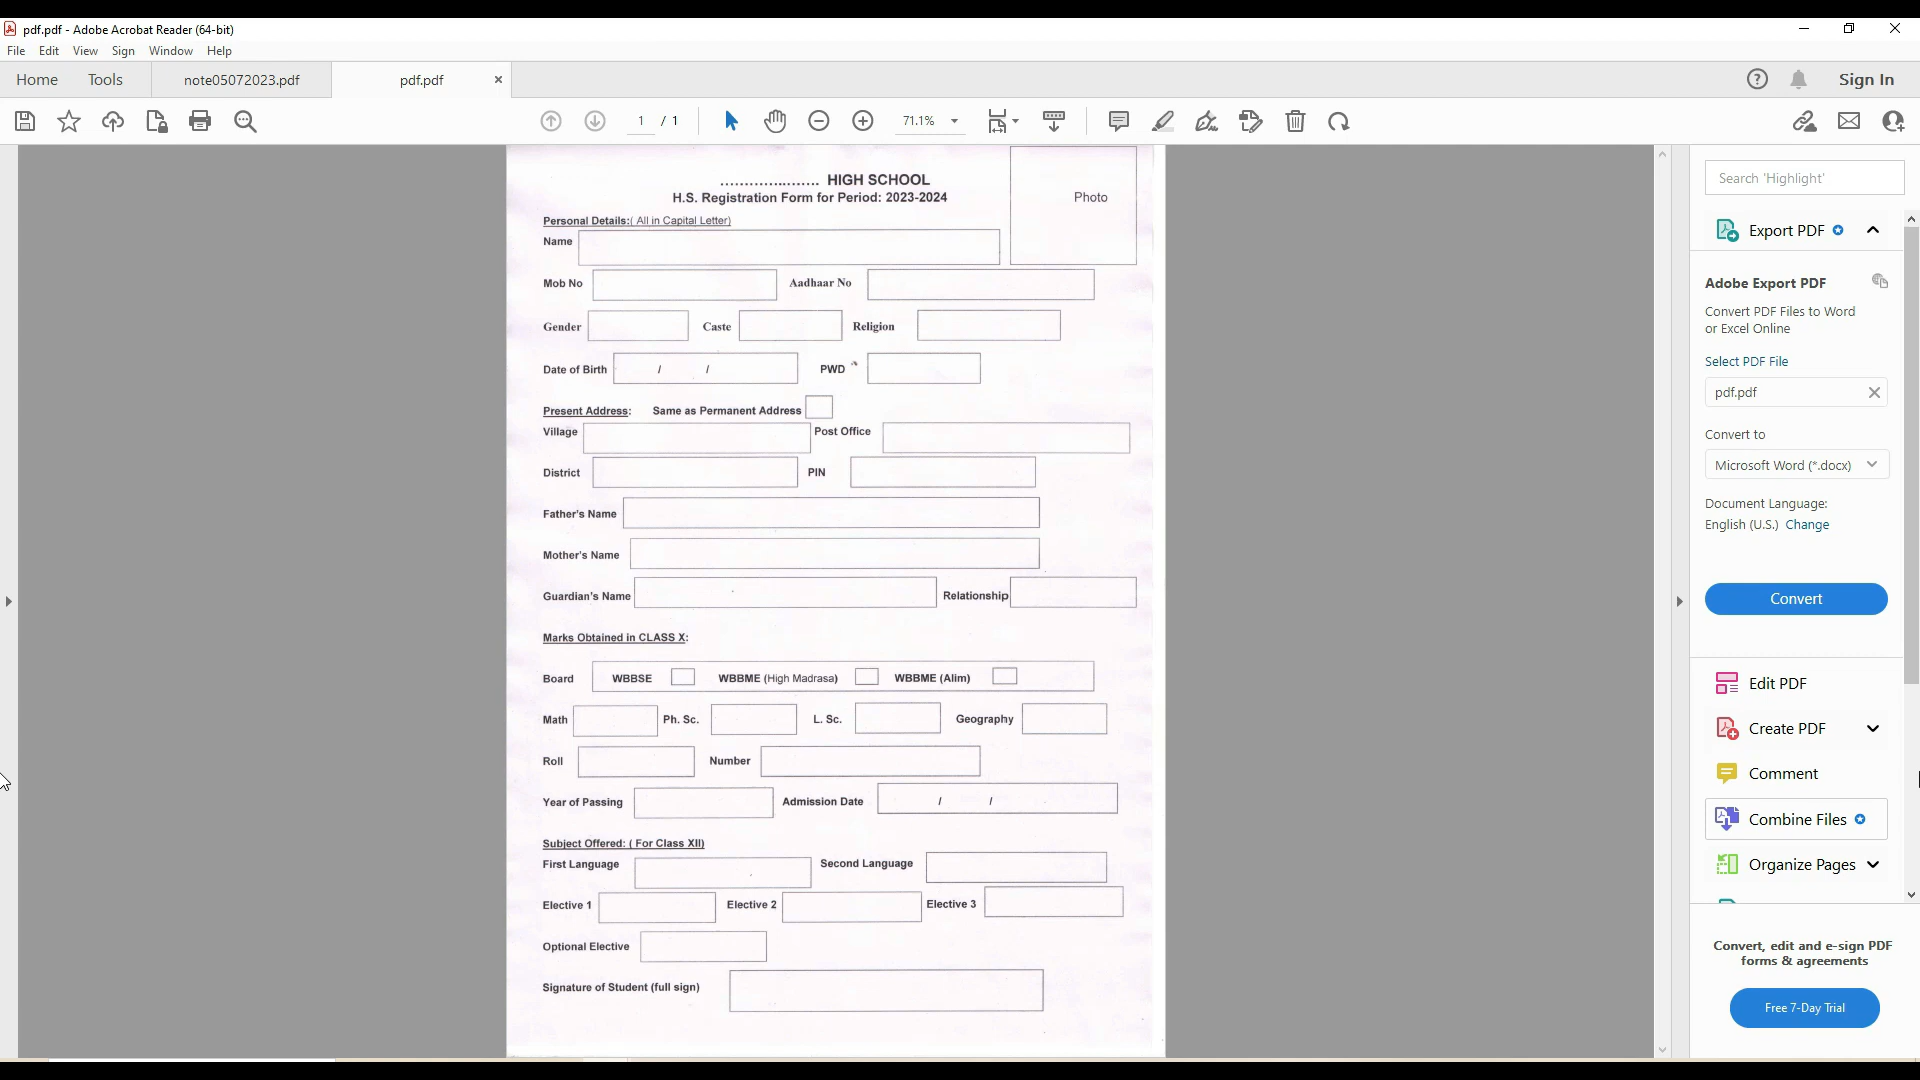 pdf.pdf - Adobe Acrobat Reader (64-bit)
File Edit View Sign Window Help
Home Tools note05072023.pdf pdf.pdf × Sign In
1 / 1 71.1%
.................... HIGH SCHOOL
H.S. Registration Form for Period: 2023-2024
Photo
Personal Details:( All in Capital Letter)
Name
Mob No Aadhaar No
Gender Caste Religion
Date of Birth / / PWD
Present Address: Same as Permanent Address
Village Post Office
District PIN
Father's Name
Mother's Name
Guardian's Name Relationship
Marks Obtained in CLASS X:
Board WBBSE WBBME (High Madrasa) WBBME (Alim)
Math Ph. Sc. L. Sc. Geography
Roll Number
Year of Passing Admission Date / /
Subject Offered: ( For Class XII)
First Language Second Language
Elective 1 Elective 2 Elective 3
Optional Elective
Signature of Student (full sign)
Search 'Highlight'
Export PDF
Adobe Export PDF
Convert PDF Files to Word
or Excel Online
Select PDF File
pdf.pdf
Convert to
Microsoft Word (*.docx)
Document Language:
English (U.S.) Change
Convert
Edit PDF
Create PDF
Comment
Combine Files
Organize Pages
Convert, edit and e-sign PDF
forms & agreements
Free 7-Day Trial